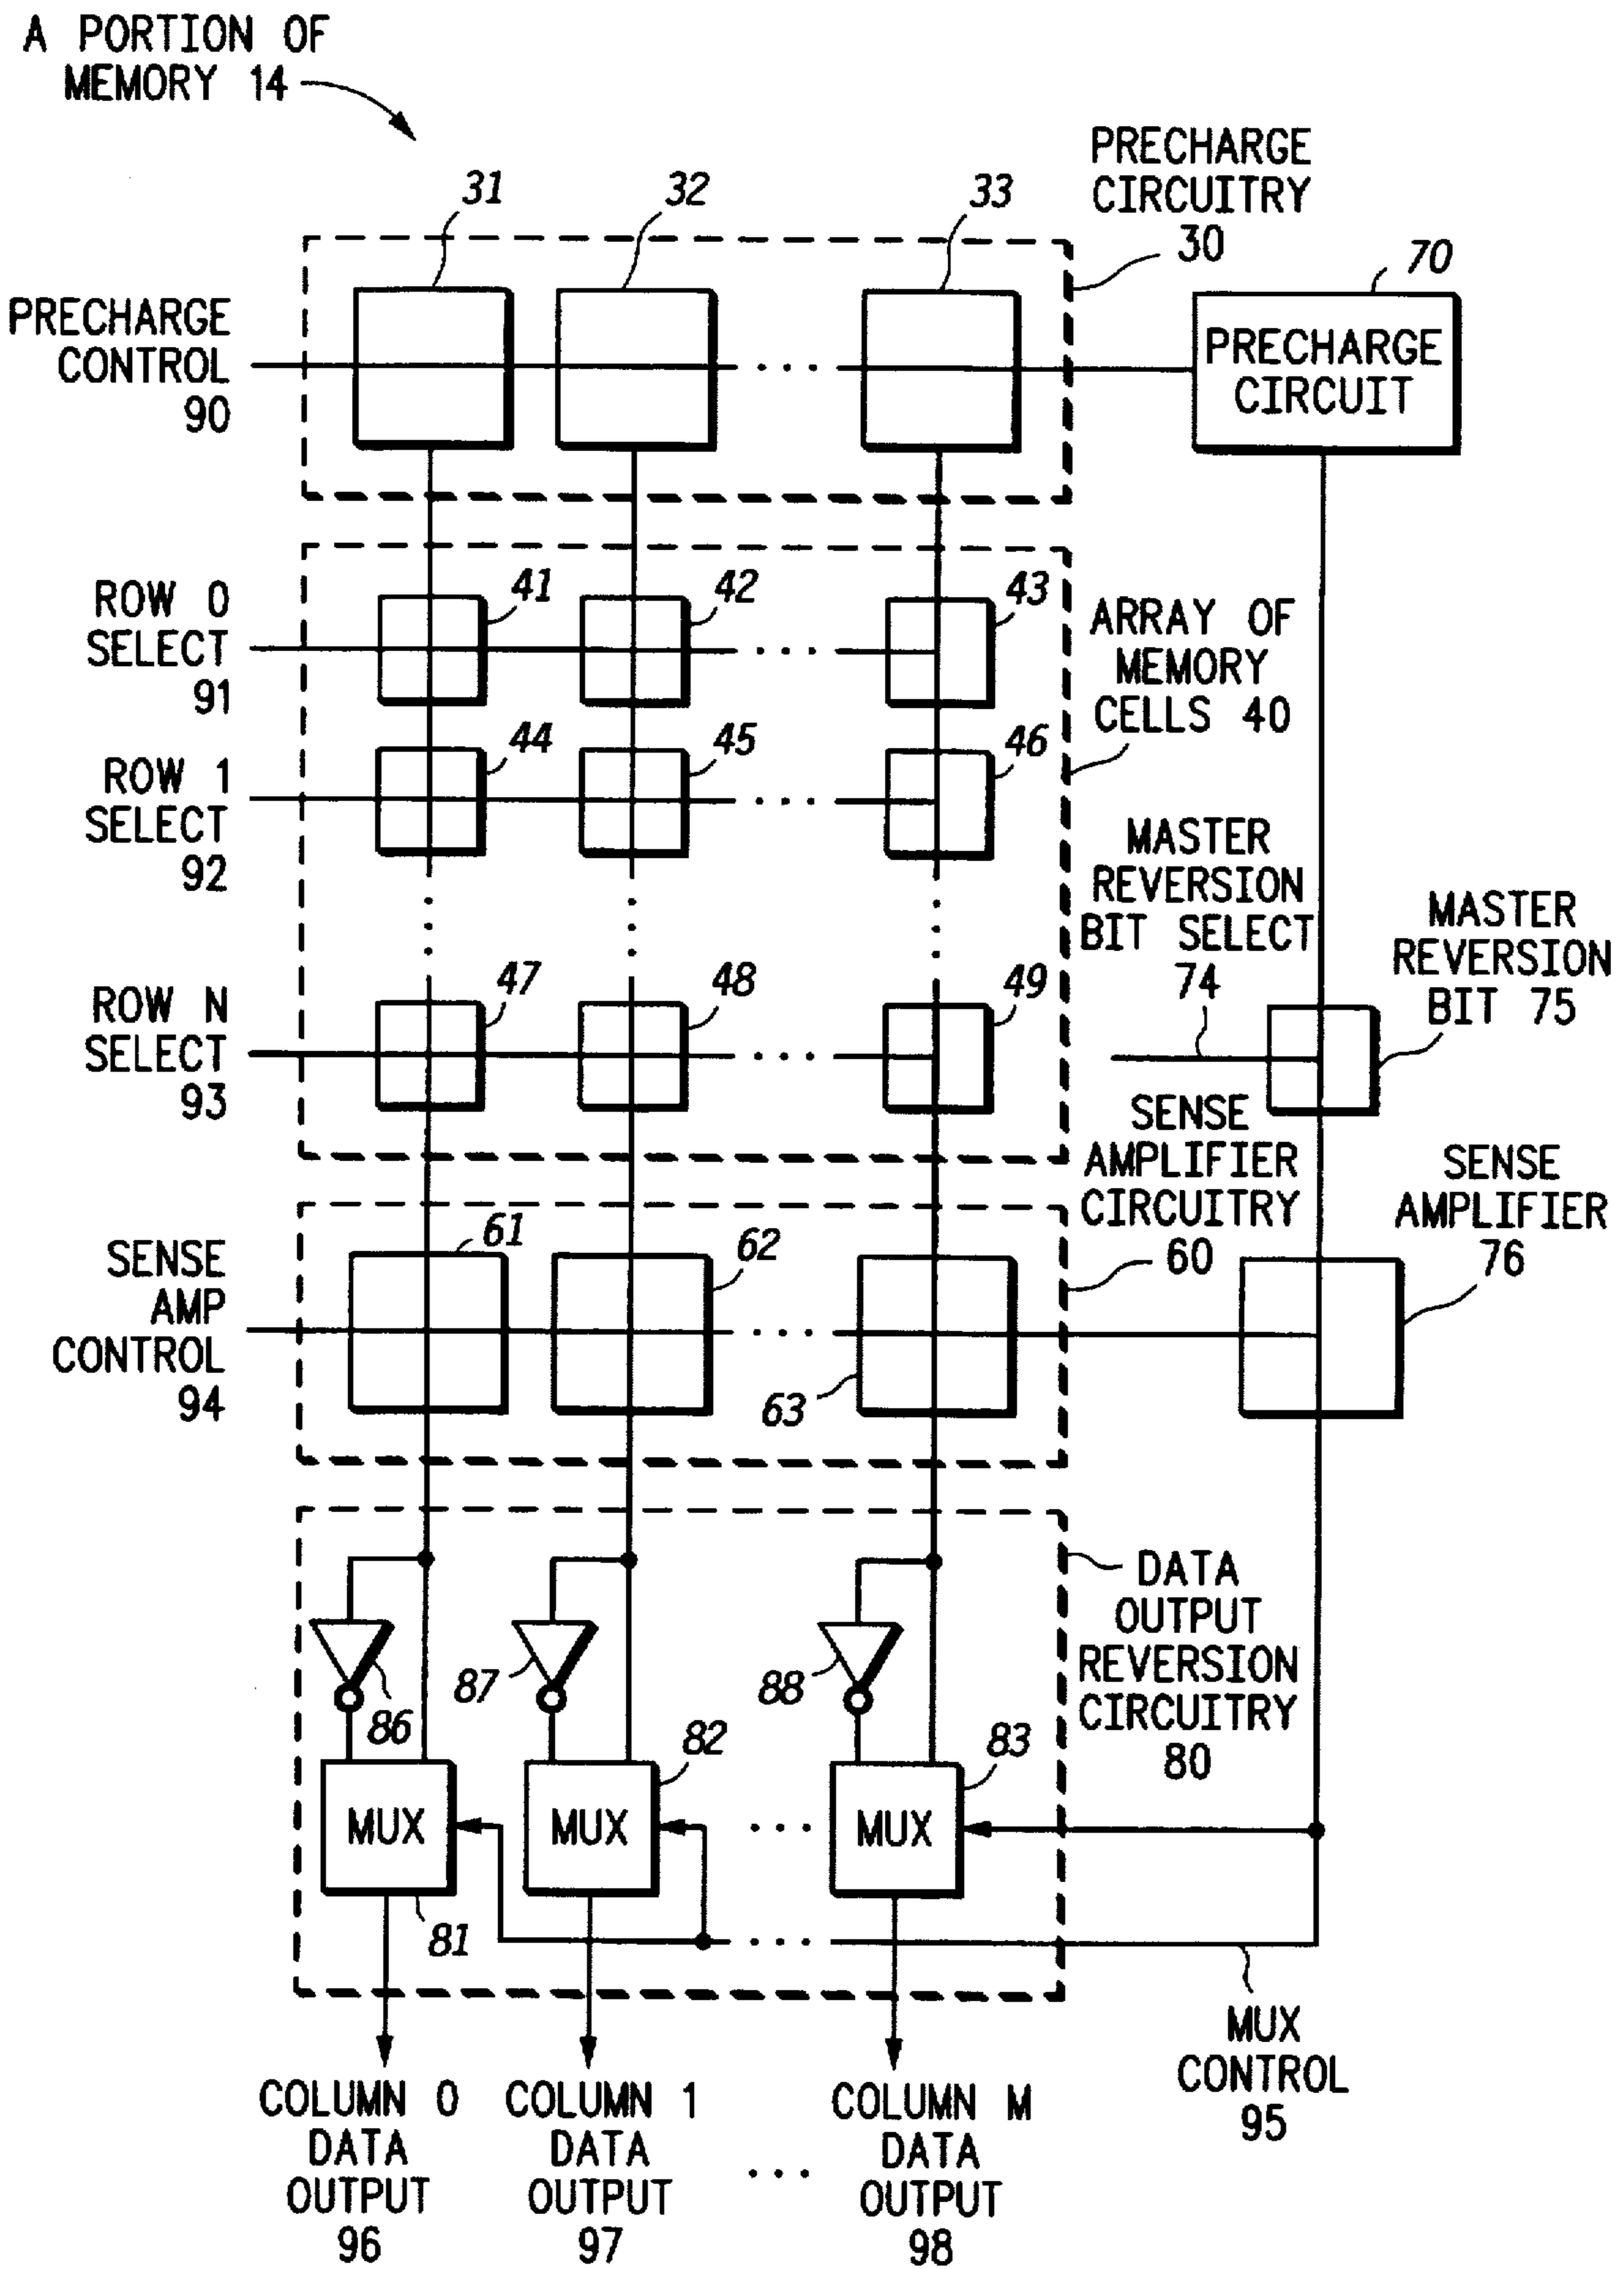 A PORTION OF
MEMORY 14
PRECHARGE
CIRCUITRY
30
31
32
33
70
PRECHARGE
CONTROL
90
PRECHARGE
CIRCUIT
ROW 0
SELECT
91
41
42
43
ARRAY OF
MEMORY
CELLS 40
ROW 1
SELECT
92
44
45
46
MASTER
REVERSION
BIT SELECT
74
MASTER
REVERSION
BIT 75
ROW N
SELECT
93
47
48
49
SENSE
AMPLIFIER
CIRCUITRY
60
SENSE
AMPLIFIER
76
SENSE
AMP
CONTROL
94
61
62
63
DATA
OUTPUT
REVERSION
CIRCUITRY
80
86
87
88
82
83
MUX
MUX
MUX
81
MUX
CONTROL
95
COLUMN 0
DATA
OUTPUT
96
COLUMN 1
DATA
OUTPUT
97
COLUMN M
DATA
OUTPUT
98